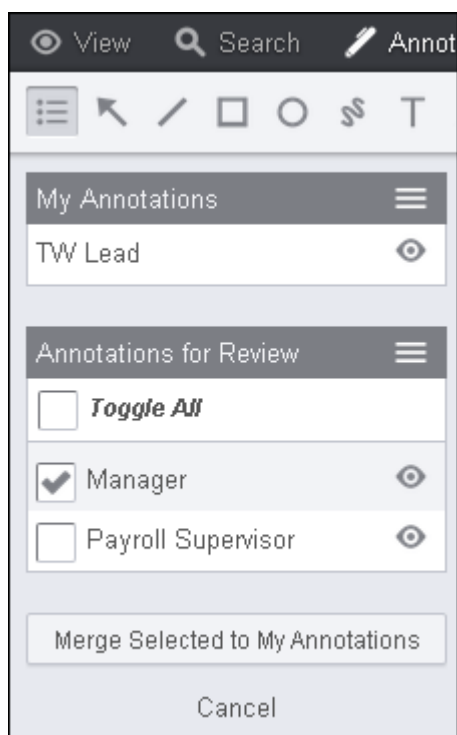 View Search Annot
T
My Annotations
TW Lead
Annotations for Review
Toggle All
Manager
Payroll Supervisor
Merge Selected to My Annotations
Cancel